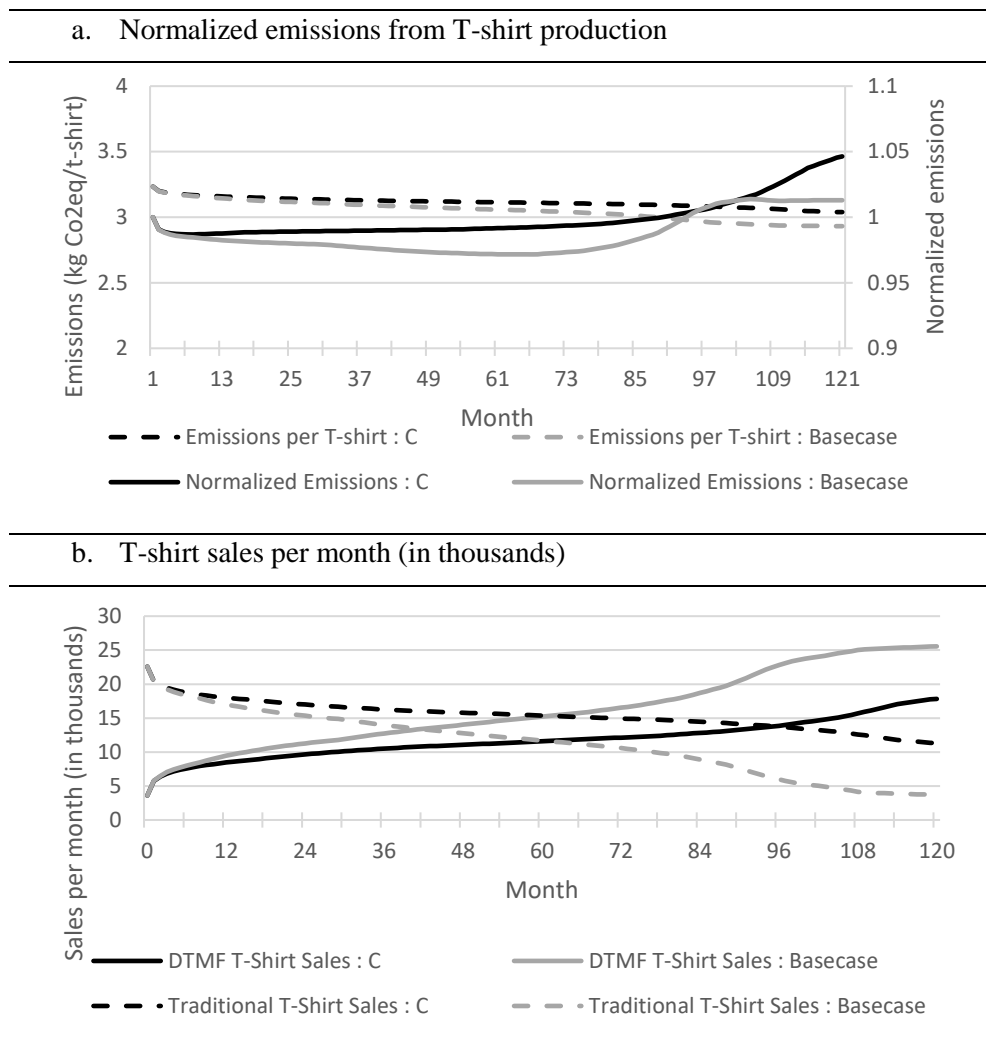 a. Normalized emissions from T-shirt production
Emissions (kg Co2eq/t-shirt)
4
3.5
3
2.5
2
1.1
1.05
1
0.95
0.9
Normalized emissions
1 13 25 37 49 61 73 85 97 109 121
Month
Emissions per T-shirt : C
Emissions per T-shirt : Basecase
Normalized Emissions : C
Normalized Emissions : Basecase
b. T-shirt sales per month (in thousands)
Sales per month (in thousands)
30
25
20
15
10
5
0
0 12 24 36 48 60 72 84 96 108 120
Month
DTMF T-Shirt Sales : C
DTMF T-Shirt Sales : Basecase
Traditional T-Shirt Sales : C
Traditional T-Shirt Sales : Basecase